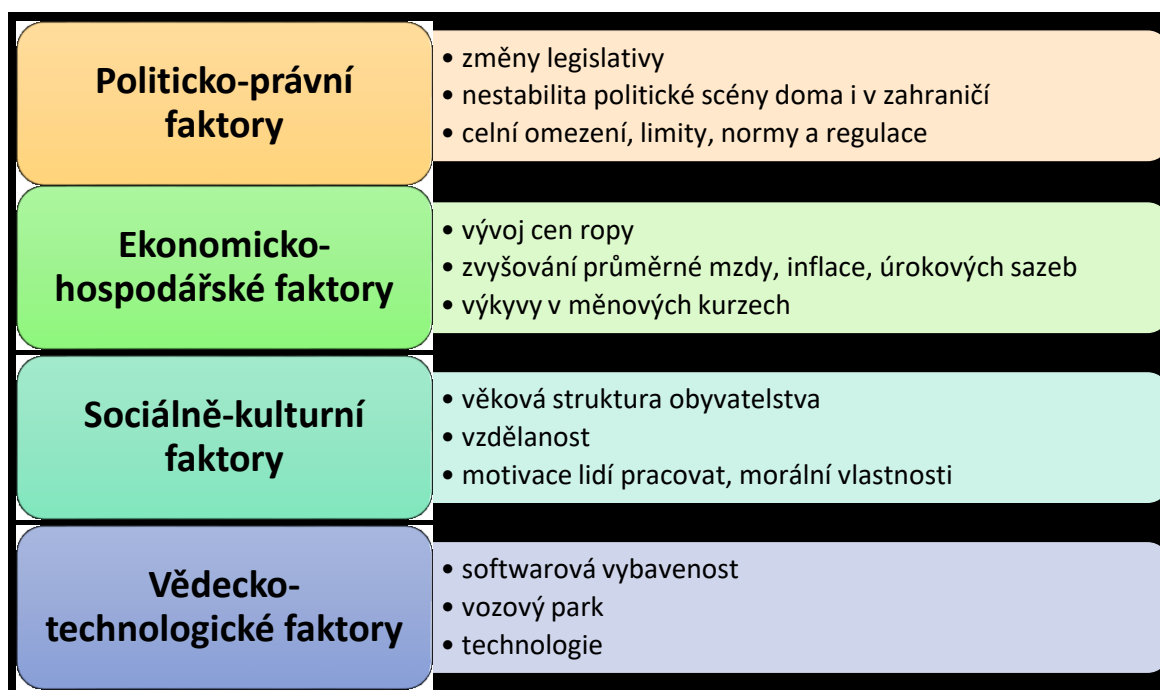 Politicko-právní
faktory
• změny legislativy
• nestabilita politické scény doma i v zahraničí
• celní omezení, limity, normy a regulace
Ekonomicko-
hospodářské faktory
• vývoj cen ropy
• zvyšování průměrné mzdy, inflace, úrokových sazeb
• výkyvy v měnových kurzech
Sociálně-kulturní
faktory
• věková struktura obyvatelstva
• vzdělanost
• motivace lidí pracovat, morální vlastnosti
Vědecko-
technologické faktory
• softwarová vybavenost
• vozový park
• technologie